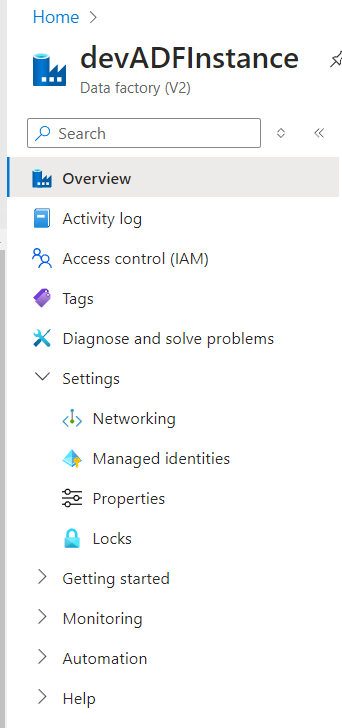 Home
devADFInstance
Data factory (V2)
Search
Overview
Activity log
Access control (IAM)
Tags
Diagnose and solve problems
Settings
Networking
Managed identities
Properties
Locks
Getting started
Monitoring
Automation
Help